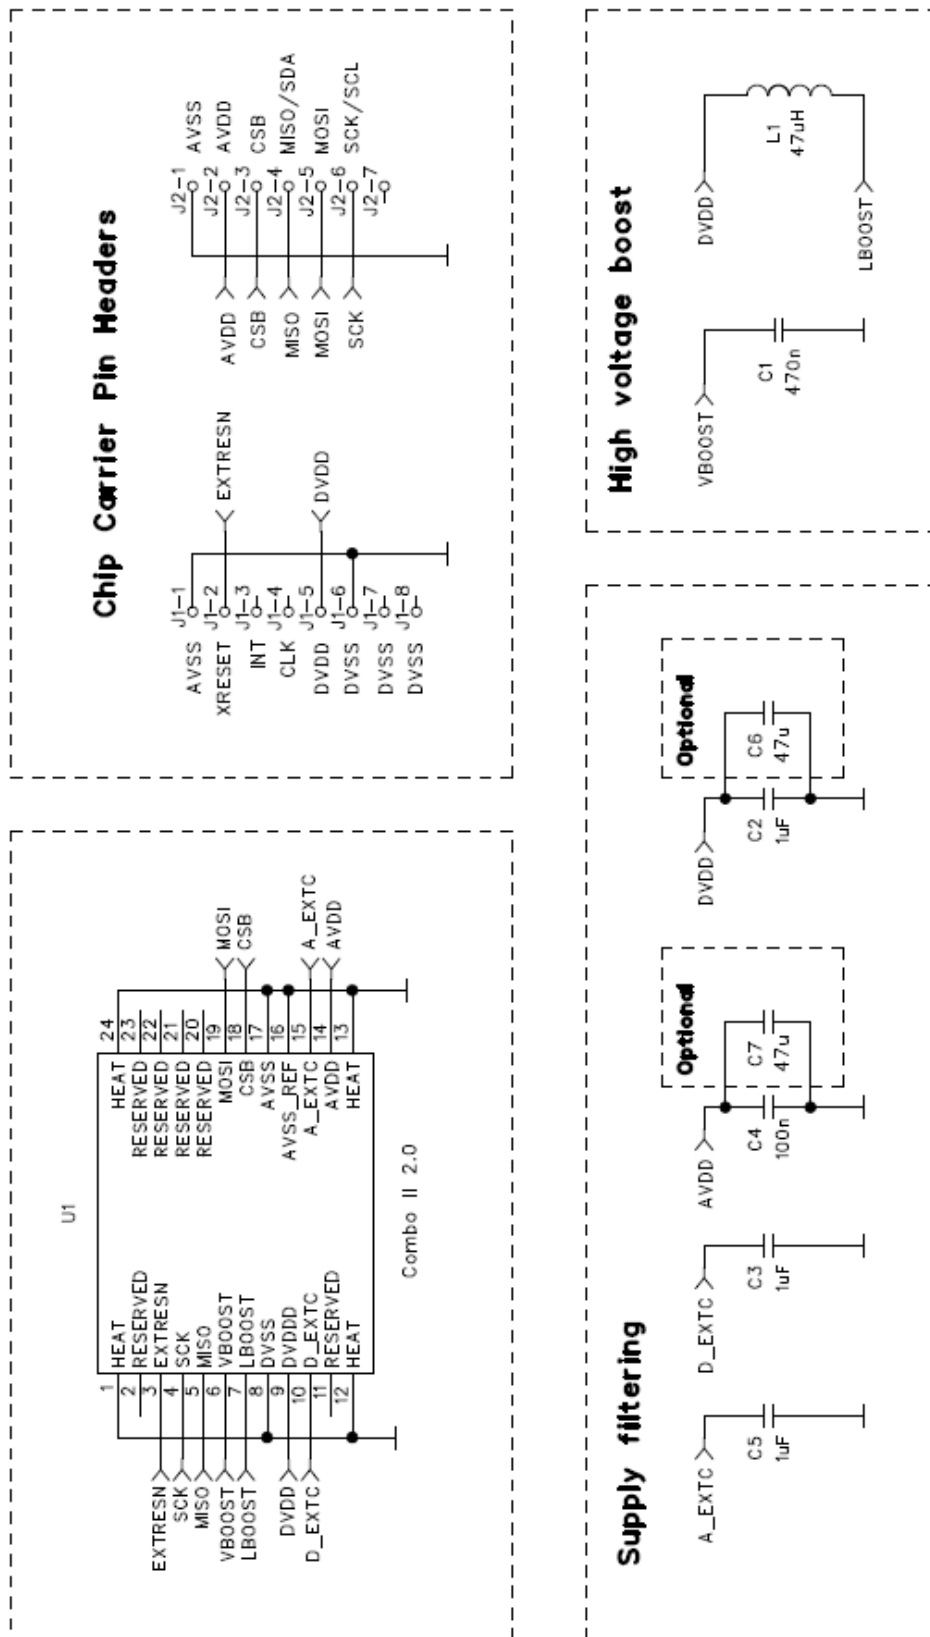 U1
1 HEAT
2 RESERVED
3 EXTRESN
4 SCK
5 MISO
6 VBOOST
7 LBOOST
8 DVSS
9 DVDDD
10 D_EXTC
11 RESERVED
12 HEAT
EXTRESN
SCK
MISO
VBOOST
LBOOST
DVDD
D_EXTC
HEAT 24
RESERVED 23
RESERVED 22
RESERVED 21
RESERVED 20
MOSI 19
CSB 18
AVSS 17
AVSS_REF 16
A_EXTC 15
AVDD 14
HEAT 13
MOSI
CSB
A_EXTC
AVDD
Combo II 2.0
Chip Carrier Pin Headers
AVSS J1-1
XRESET J1-2
INT J1-3
CLK J1-4
DVDD J1-5
DVSS J1-6
DVSS J1-7
DVSS J1-8
EXTRESN
DVDD
AVDD
CSB
MISO
MOSI
SCK
J2-1 AVSS
J2-2 AVDD
J2-3 CSB
J2-4 MISO/SDA
J2-5 MOSI
J2-6 SCK/SCL
J2-7
Supply filtering
A_EXTC
C5
1uF
D_EXTC
C3
1uF
AVDD
C4
100n
Optional
C7
47u
DVDD
C2
1uF
Optional
C6
47u
High voltage boost
VBOOST
C1
470n
DVDD
L1
47uH
LBOOST